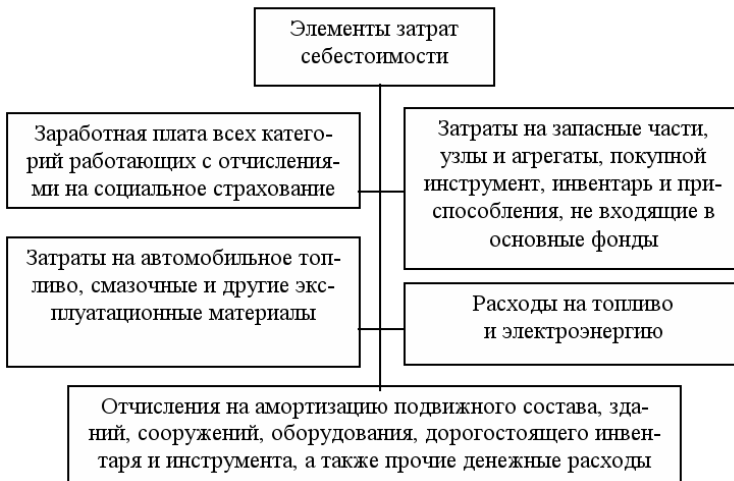 Элементы затрат
себестоимости
Заработная плата всех катего-
рий работающих с отчисления-
ми на социальное страхование
Затраты на запасные части,
узлы и агрегаты, покупной
инструмент, инвентарь и при-
способления, не входящие в
основные фонды
Затраты на автомобильное топ-
ливо, смазочные и другие экс-
плуатационные материалы
Расходы на топливо
и электроэнергию
Отчисления на амортизацию подвижного состава, зда-
ний, сооружений, оборудования, дорогостоящего инвен-
таря и инструмента, а также прочие денежные расходы